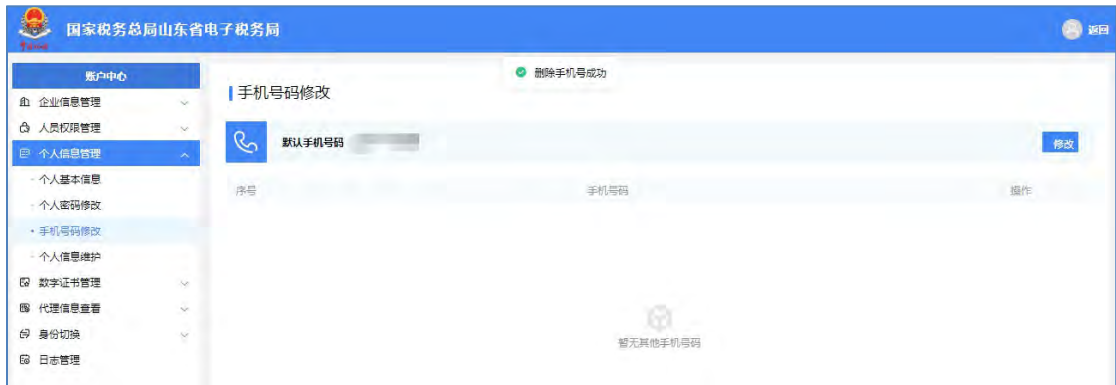 国家税务总局山东省电子税务局
返回
账户中心
企业信息管理
人员权限管理
个人信息管理
个人基本信息
个人密码修改
手机号码修改
个人信息维护
数字证书管理
代理信息查看
身份切换
日志管理
删除手机号成功
手机号码修改
默认手机号码
修改
序号 手机号码 操作
暂无其他手机号码